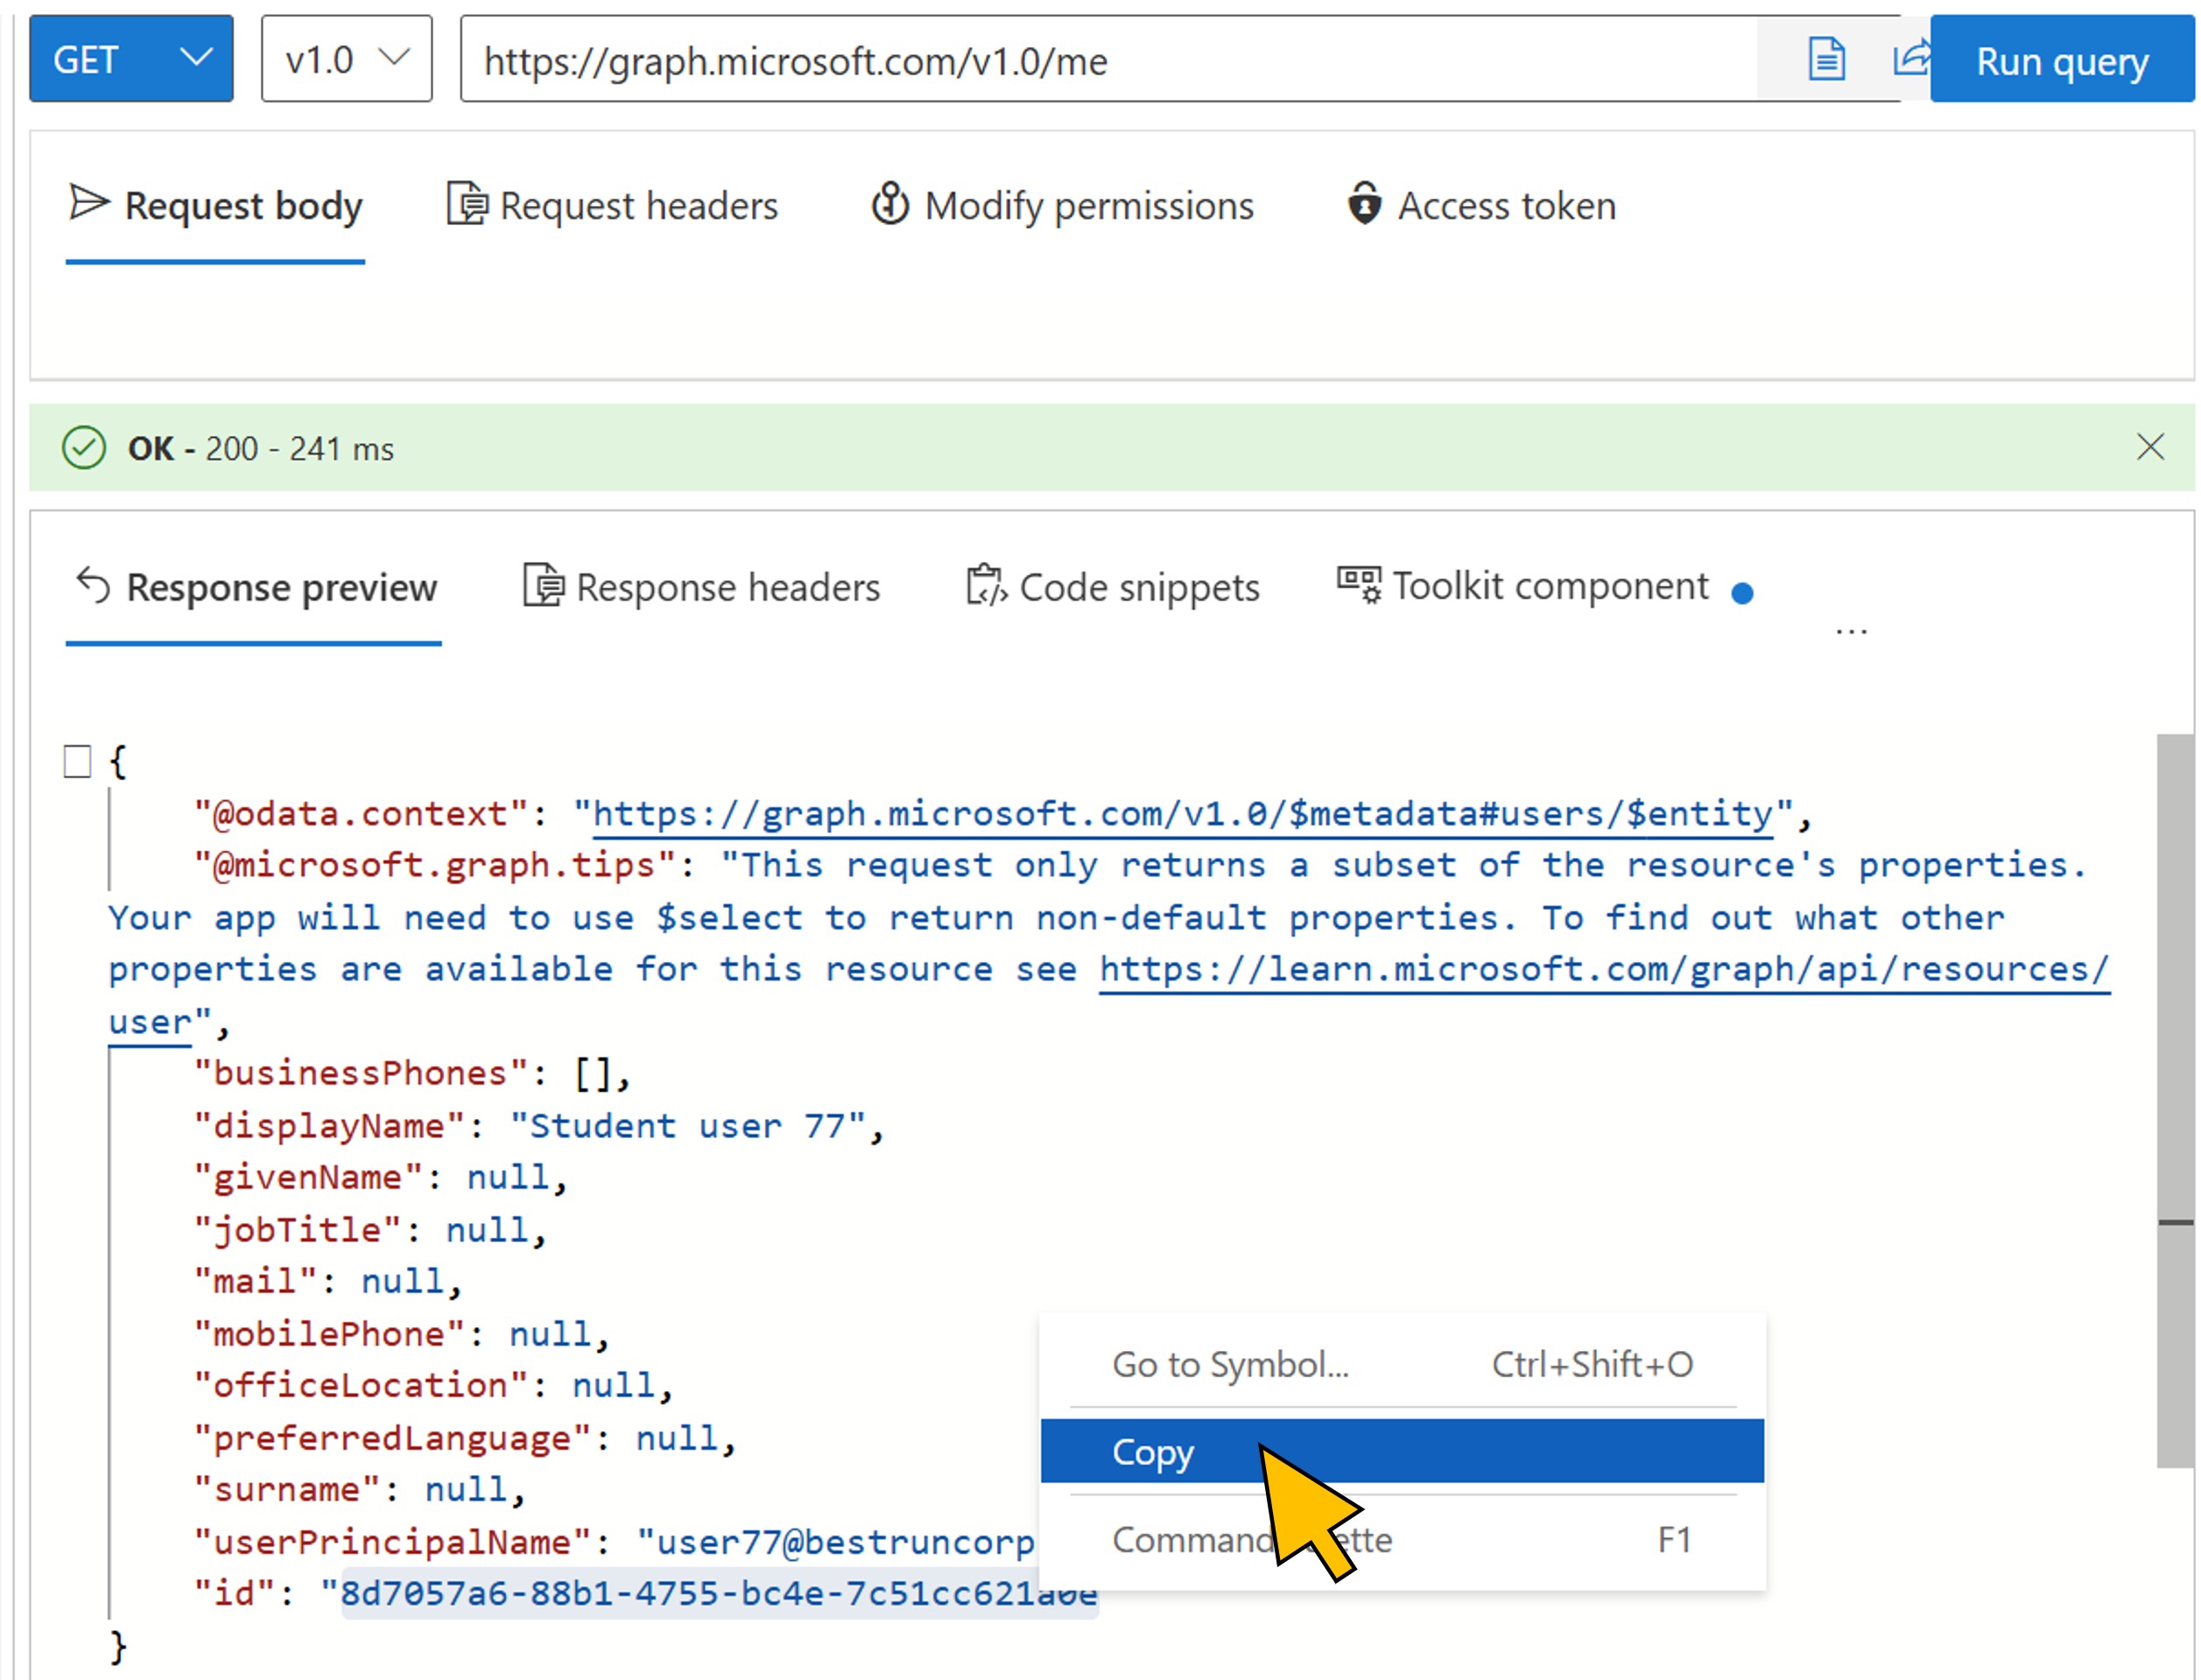 GET v1.0 https://graph.microsoft.com/v1.0/me Run query
Request body Request headers Modify permissions Access token
OK - 200 - 241 ms
Response preview Response headers Code snippets Toolkit component
...
{
"@odata.context": "https://graph.microsoft.com/v1.0/$metadata#users/$entity",
"@microsoft.graph.tips": "This request only returns a subset of the resource's properties.
Your app will need to use $select to return non-default properties. To find out what other
properties are available for this resource see https://learn.microsoft.com/graph/api/resources/
user",
"businessPhones": [],
"displayName": "Student user 77",
"givenName": null,
"jobTitle": null,
"mail": null,
"mobilePhone": null,
"officeLocation": null,
"preferredLanguage": null,
"surname": null,
"userPrincipalName": "user77@bestruncorp
"id": "8d7057a6-88b1-4755-bc4e-7c51cc621a0e
}
Go to Symbol... Ctrl+Shift+O
Copy
Command F1